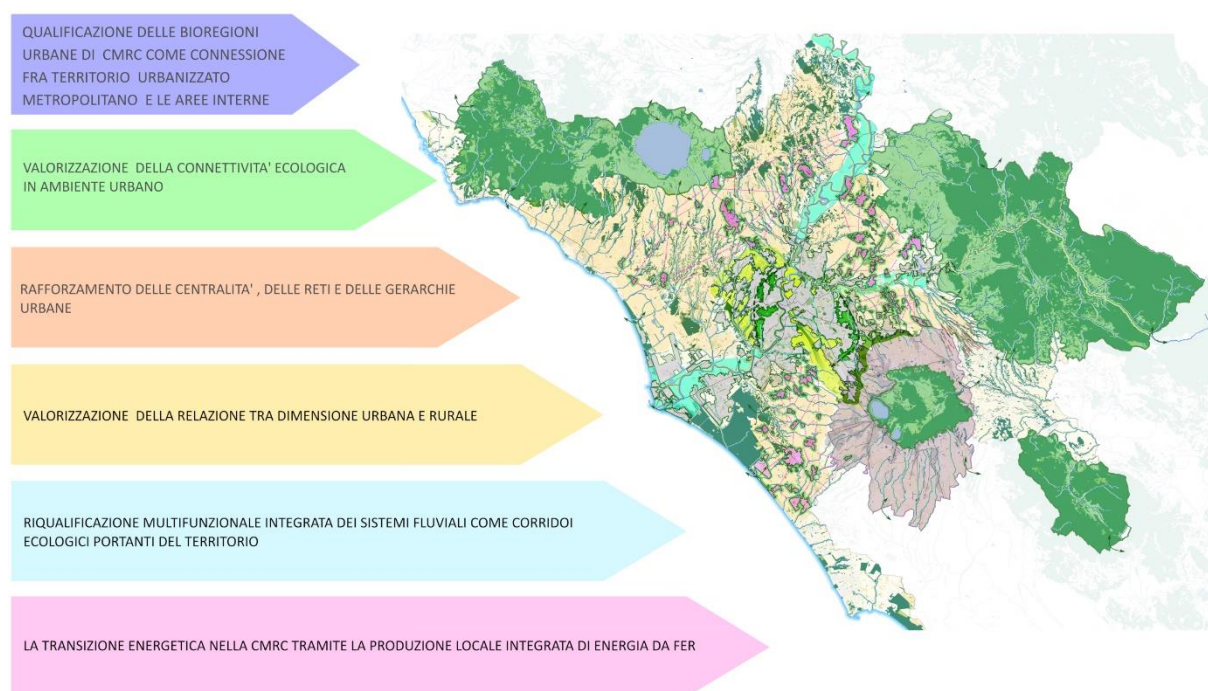 QUALIFICAZIONE DELLE BIOREGIONI
URBANE DI CMRC COME CONNESSIONE
FRA TERRITORIO URBANIZZATO
METROPOLITANO E LE AREE INTERNE
VALORIZZAZIONE DELLA CONNETTIVITA' ECOLOGICA
IN AMBIENTE URBANO
RAFFORZAMENTO DELLE CENTRALITA' , DELLE RETI E DELLE GERARCHIE
URBANE
VALORIZZAZIONE DELLA RELAZIONE TRA DIMENSIONE URBANA E RURALE
RIQUALIFICAZIONE MULTIFUNZIONALE INTEGRATA DEI SISTEMI FLUVIALI COME CORRIDOI
ECOLOGICI PORTANTI DEL TERRITORIO
LA TRANSIZIONE ENERGETICA NELLA CMRC TRAMITE LA PRODUZIONE LOCALE INTEGRATA DI ENERGIA DA FER